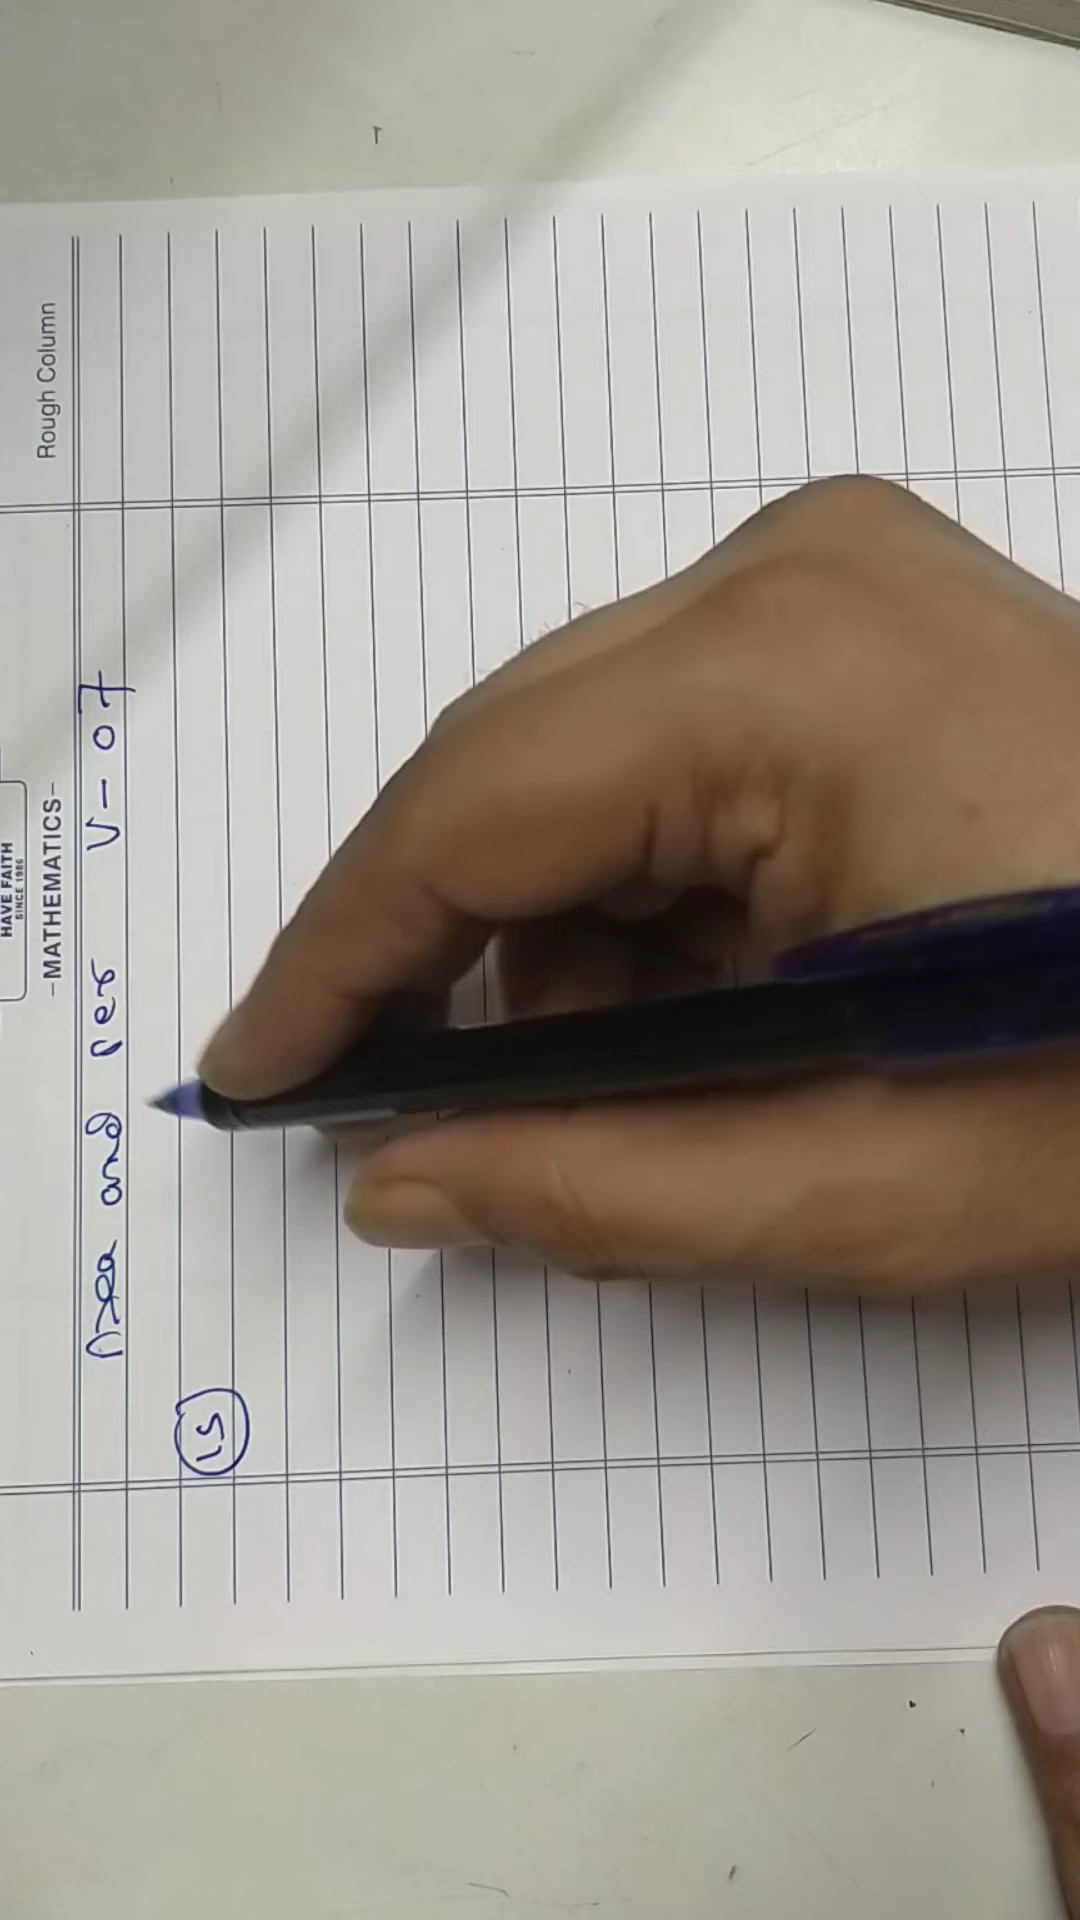 HAVE FAITH
SINCE 1986
-MATHEMATICS-
Rough Column
Area and per V-07
15